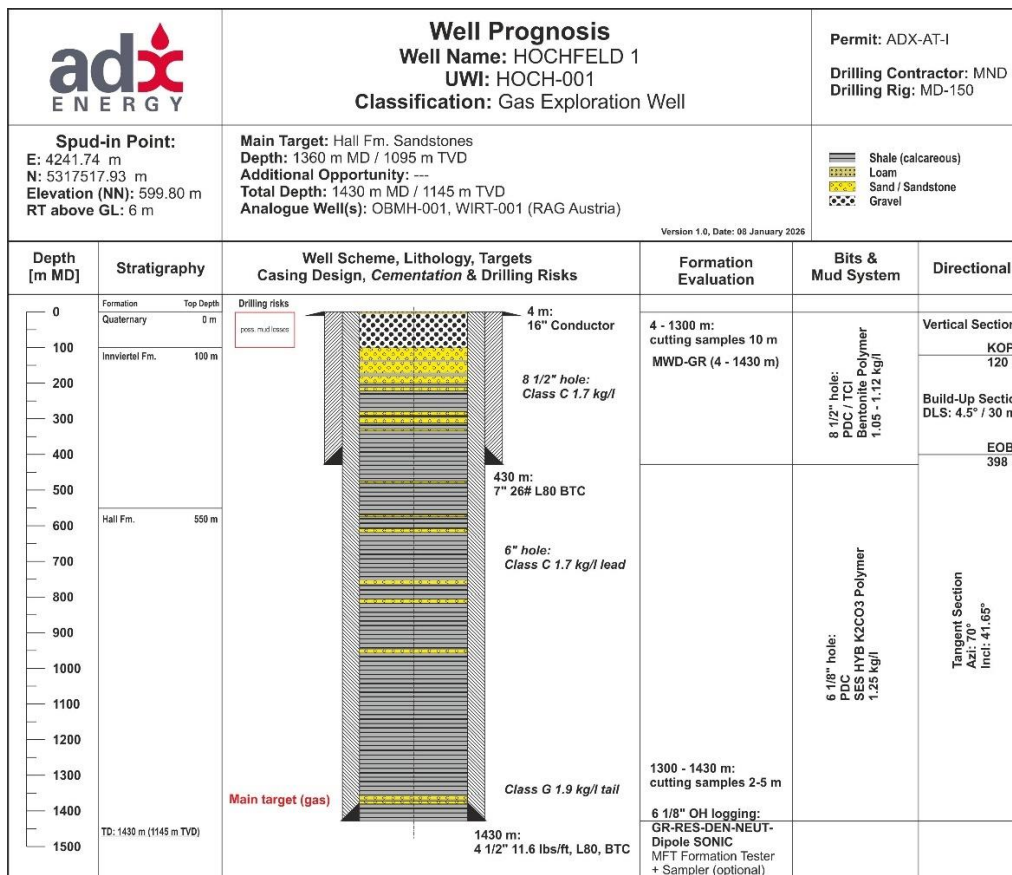 adx
ENERGY
Well Prognosis
Well Name: HOCHFELD 1
UWI: HOCH-001
Classification: Gas Exploration Well
Permit: ADX-AT-I
Drilling Contractor: MND
Drilling Rig: MD-150
Spud-in Point:
E: 4241.74 m
N: 5317517.93 m
Elevation (NN): 599.80 m
RT above GL: 6 m
Main Target: Hall Fm. Sandstones
Depth: 1360 m MD / 1095 m TVD
Additional Opportunity: ---
Total Depth: 1430 m MD / 1145 m TVD
Analogue Well(s): OBMH-001, WIRT-001 (RAG Austria)
Version 1.0, Date: 08 January 2026
Shale (calcareous)
Loam
Sand / Sandstone
Gravel
Depth
[m MD]
Stratigraphy
Well Scheme, Lithology, Targets
Casing Design, Cementation & Drilling Risks
Formation
Evaluation
Bits &
Mud System
Directional
0
100
200
300
400
500
600
700
800
900
1000
1100
1200
1300
1400
1500
Formation Top Depth
Quaternary 0 m
Innviertel Fm. 100 m
Hall Fm. 550 m
TD: 1430 m (1145 m TVD)
Drilling risks
poss. mud losses
4 m:
16" Conductor
8 1/2" hole:
Class C 1.7 kg/l
430 m:
7" 26# L80 BTC
6" hole:
Class C 1.7 kg/l lead
Class G 1.9 kg/l tail
Main target (gas)
1430 m:
4 1/2" 11.6 lbs/ft, L80, BTC
4 - 1300 m:
cutting samples 10 m
MWD-GR (4 - 1430 m)
1300 - 1430 m:
cutting samples 2-5 m
6 1/8" OH logging:
GR-RES-DEN-NEUT-
Dipole SONIC
MFT Formation Tester
+ Sampler (optional)
8 1/2" hole:
PDC / TCI
Bentonite Polymer
1.05 - 1.12 kg/l
6 1/8" hole:
PDC
SES HYB K2CO3 Polymer
1.25 kg/l
Vertical Section
KOP
120
Build-Up Sectio
DLS: 4.5° / 30 m
EOB
398
Tangent Section
Azi: 70°
Incl: 41.65°